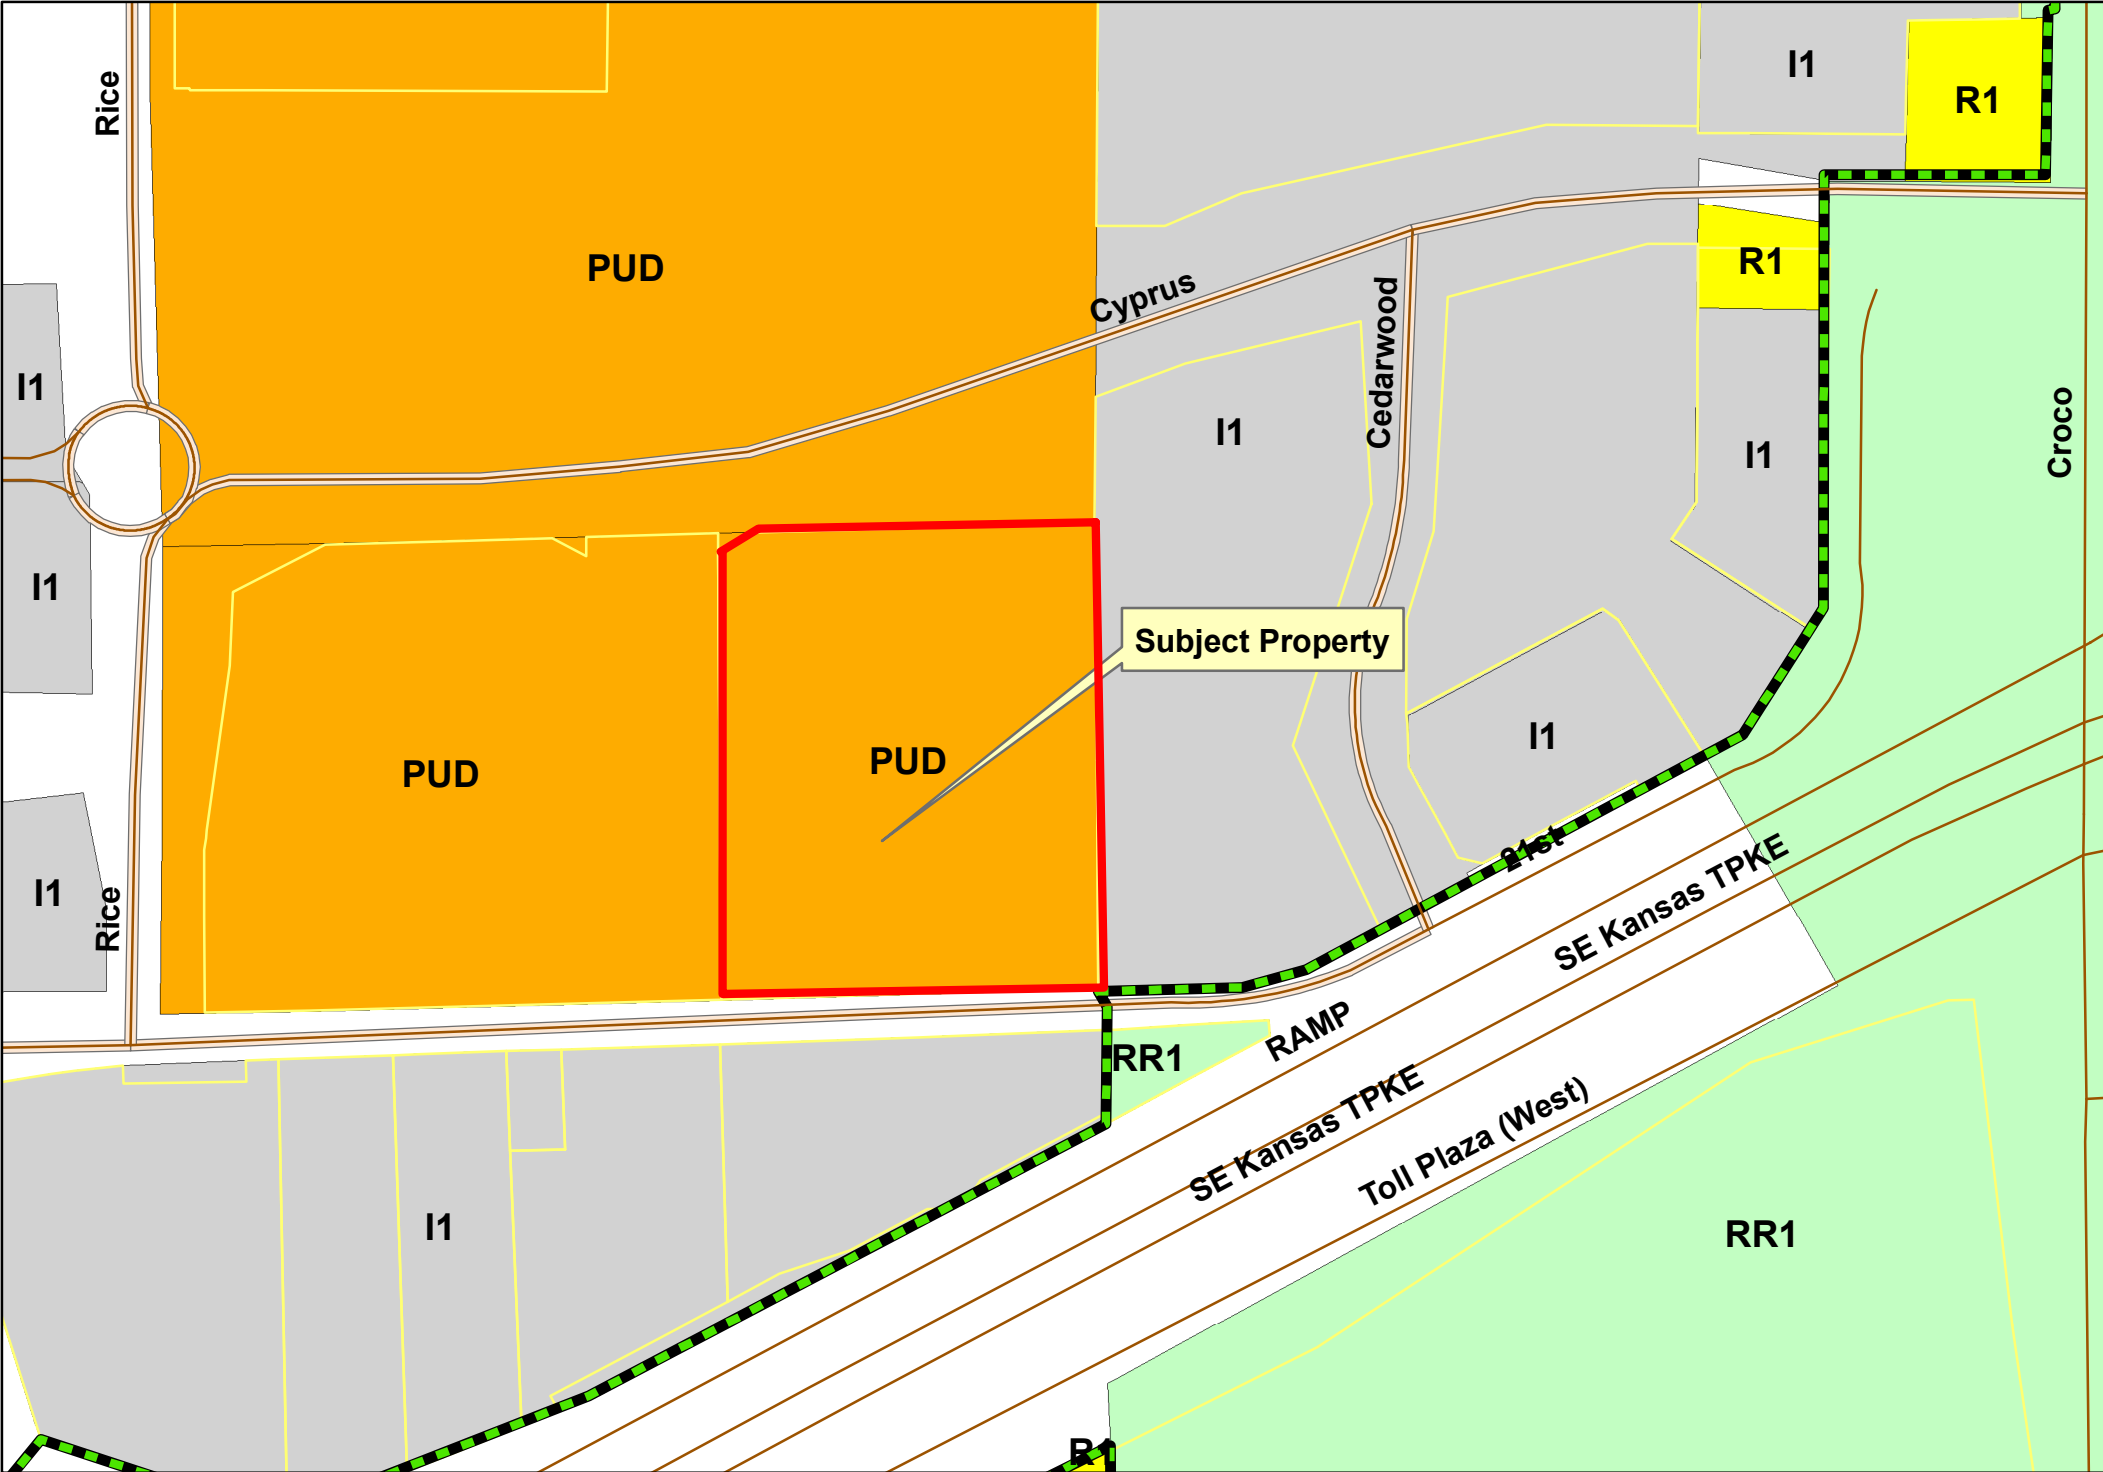 I1
R1
Rice
R1
PUD
Cyprus
Cedarwood
I1
Croco
I1
I1
I1
Subject Property
I1
PUD
PUD
21st
SE Kansas TPKE
I1
Rice
RAMP
RR1
SE Kansas TPKE
Toll Plaza (West)
I1
RR1
R1